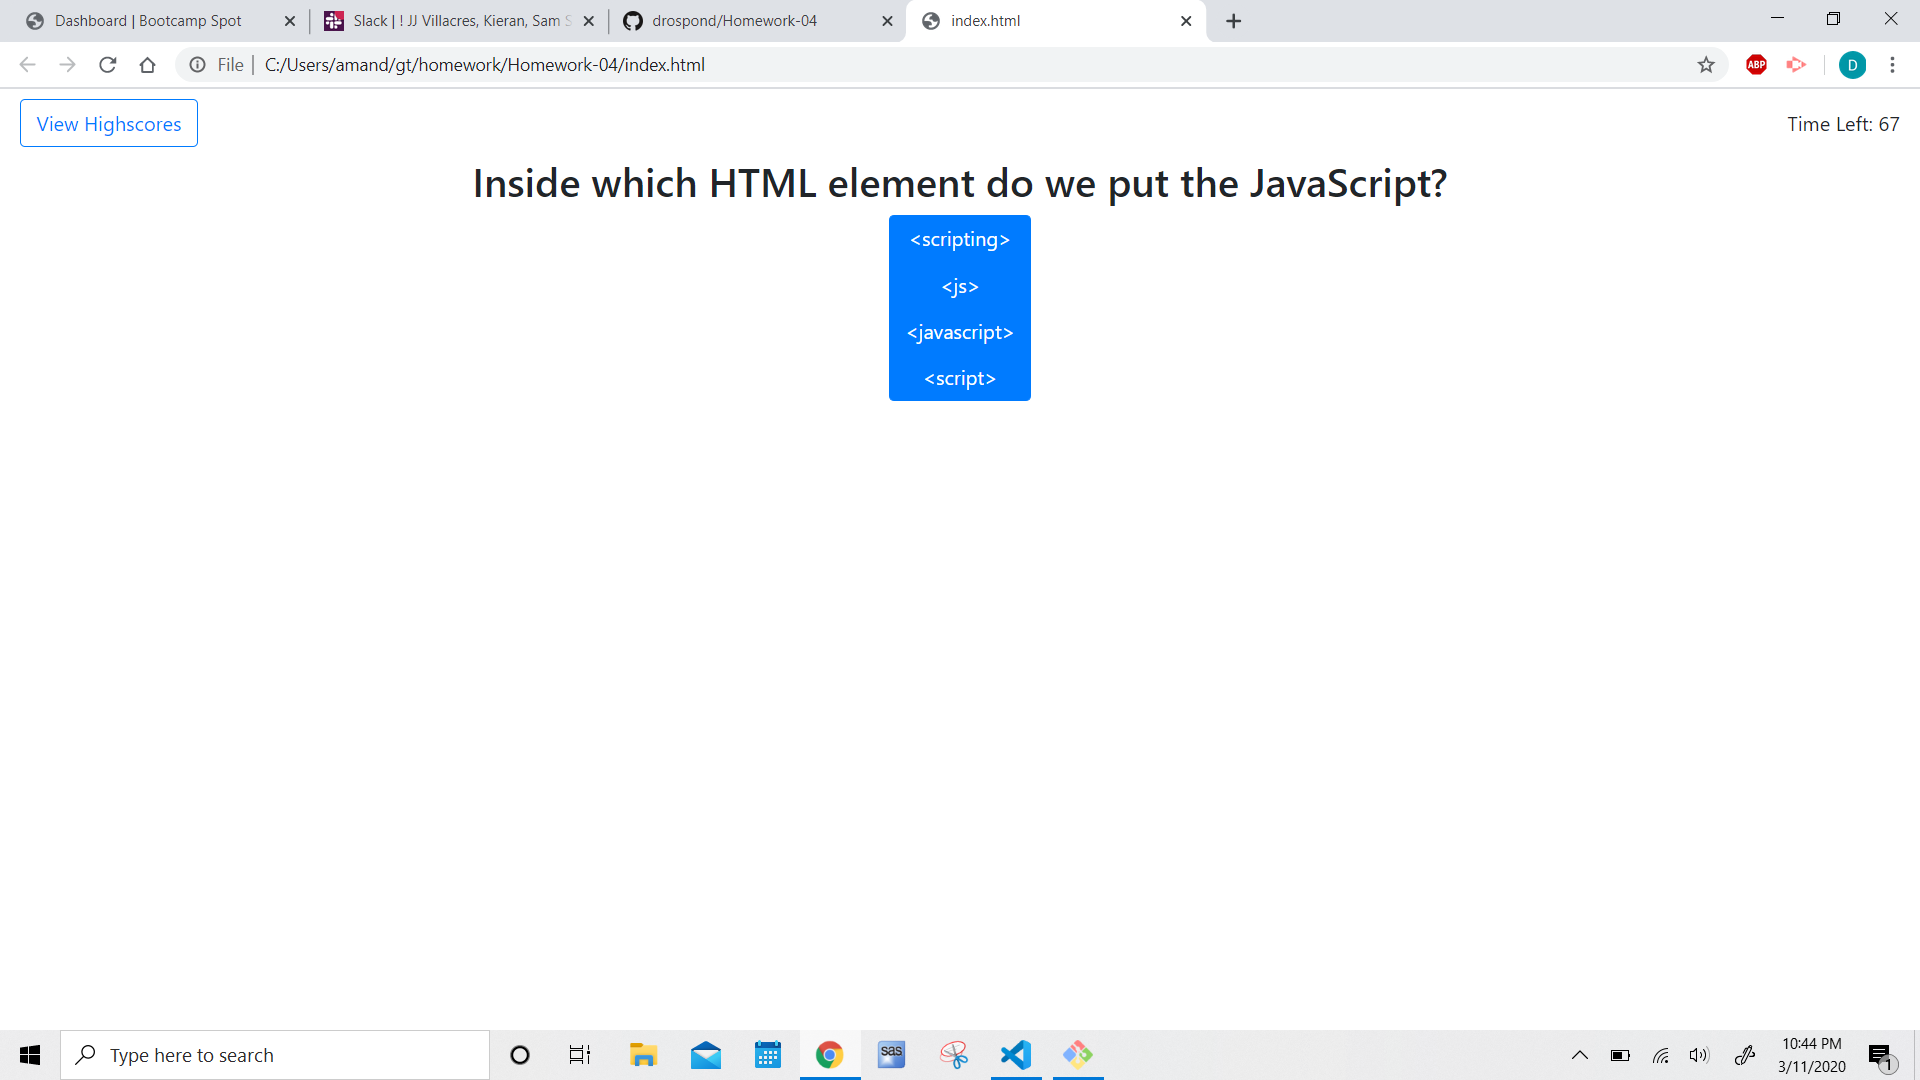 Dashboard | Bootcamp Spot
Slack | ! JJ Villacres, Kieran, Sam S
drospond/Homework-04
index.html
File | C:/Users/amand/gt/homework/Homework-04/index.html
ABP
D
View Highscores
Time Left: 67
Inside which HTML element do we put the JavaScript?
<scripting>
<js>
<javascript>
<script>
Type here to search
sas
10:44 PM
3/11/2020
1